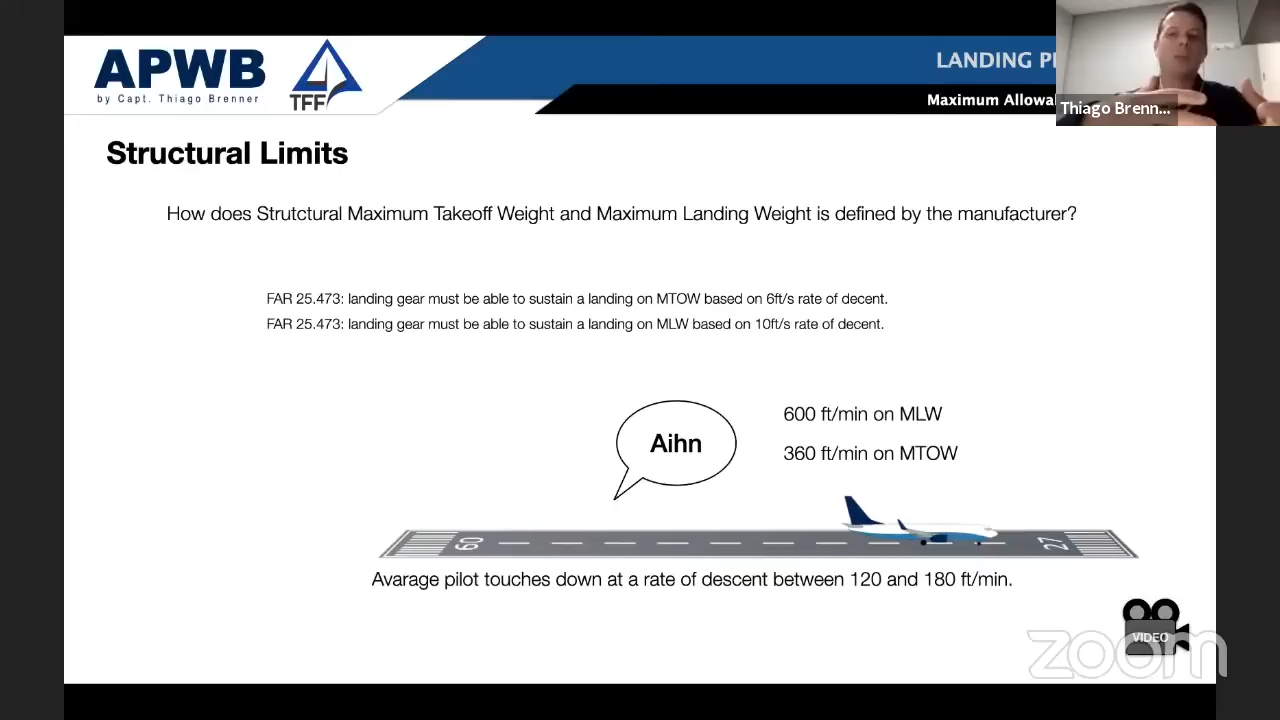 APWB
by Capt. Thiago Brenner
TFF
LANDING
Maximum
Thiago Brenn...
Structural Limits
How does Strutctural Maximum Takeoff Weight and Maximum Landing Weight is defined by the manufacturer?
FAR 25.473: landing gear must be able to sustain a landing on MTOW based on 6ft/s rate of decent.
FAR 25.473: landing gear must be able to sustain a landing on MLW based on 10ft/s rate of decent.
Aihn
600 ft/min on MLW
360 ft/min on MTOW
09
27
Avarage pilot touches down at a rate of descent between 120 and 180 ft/min.
VIDEO
zoom